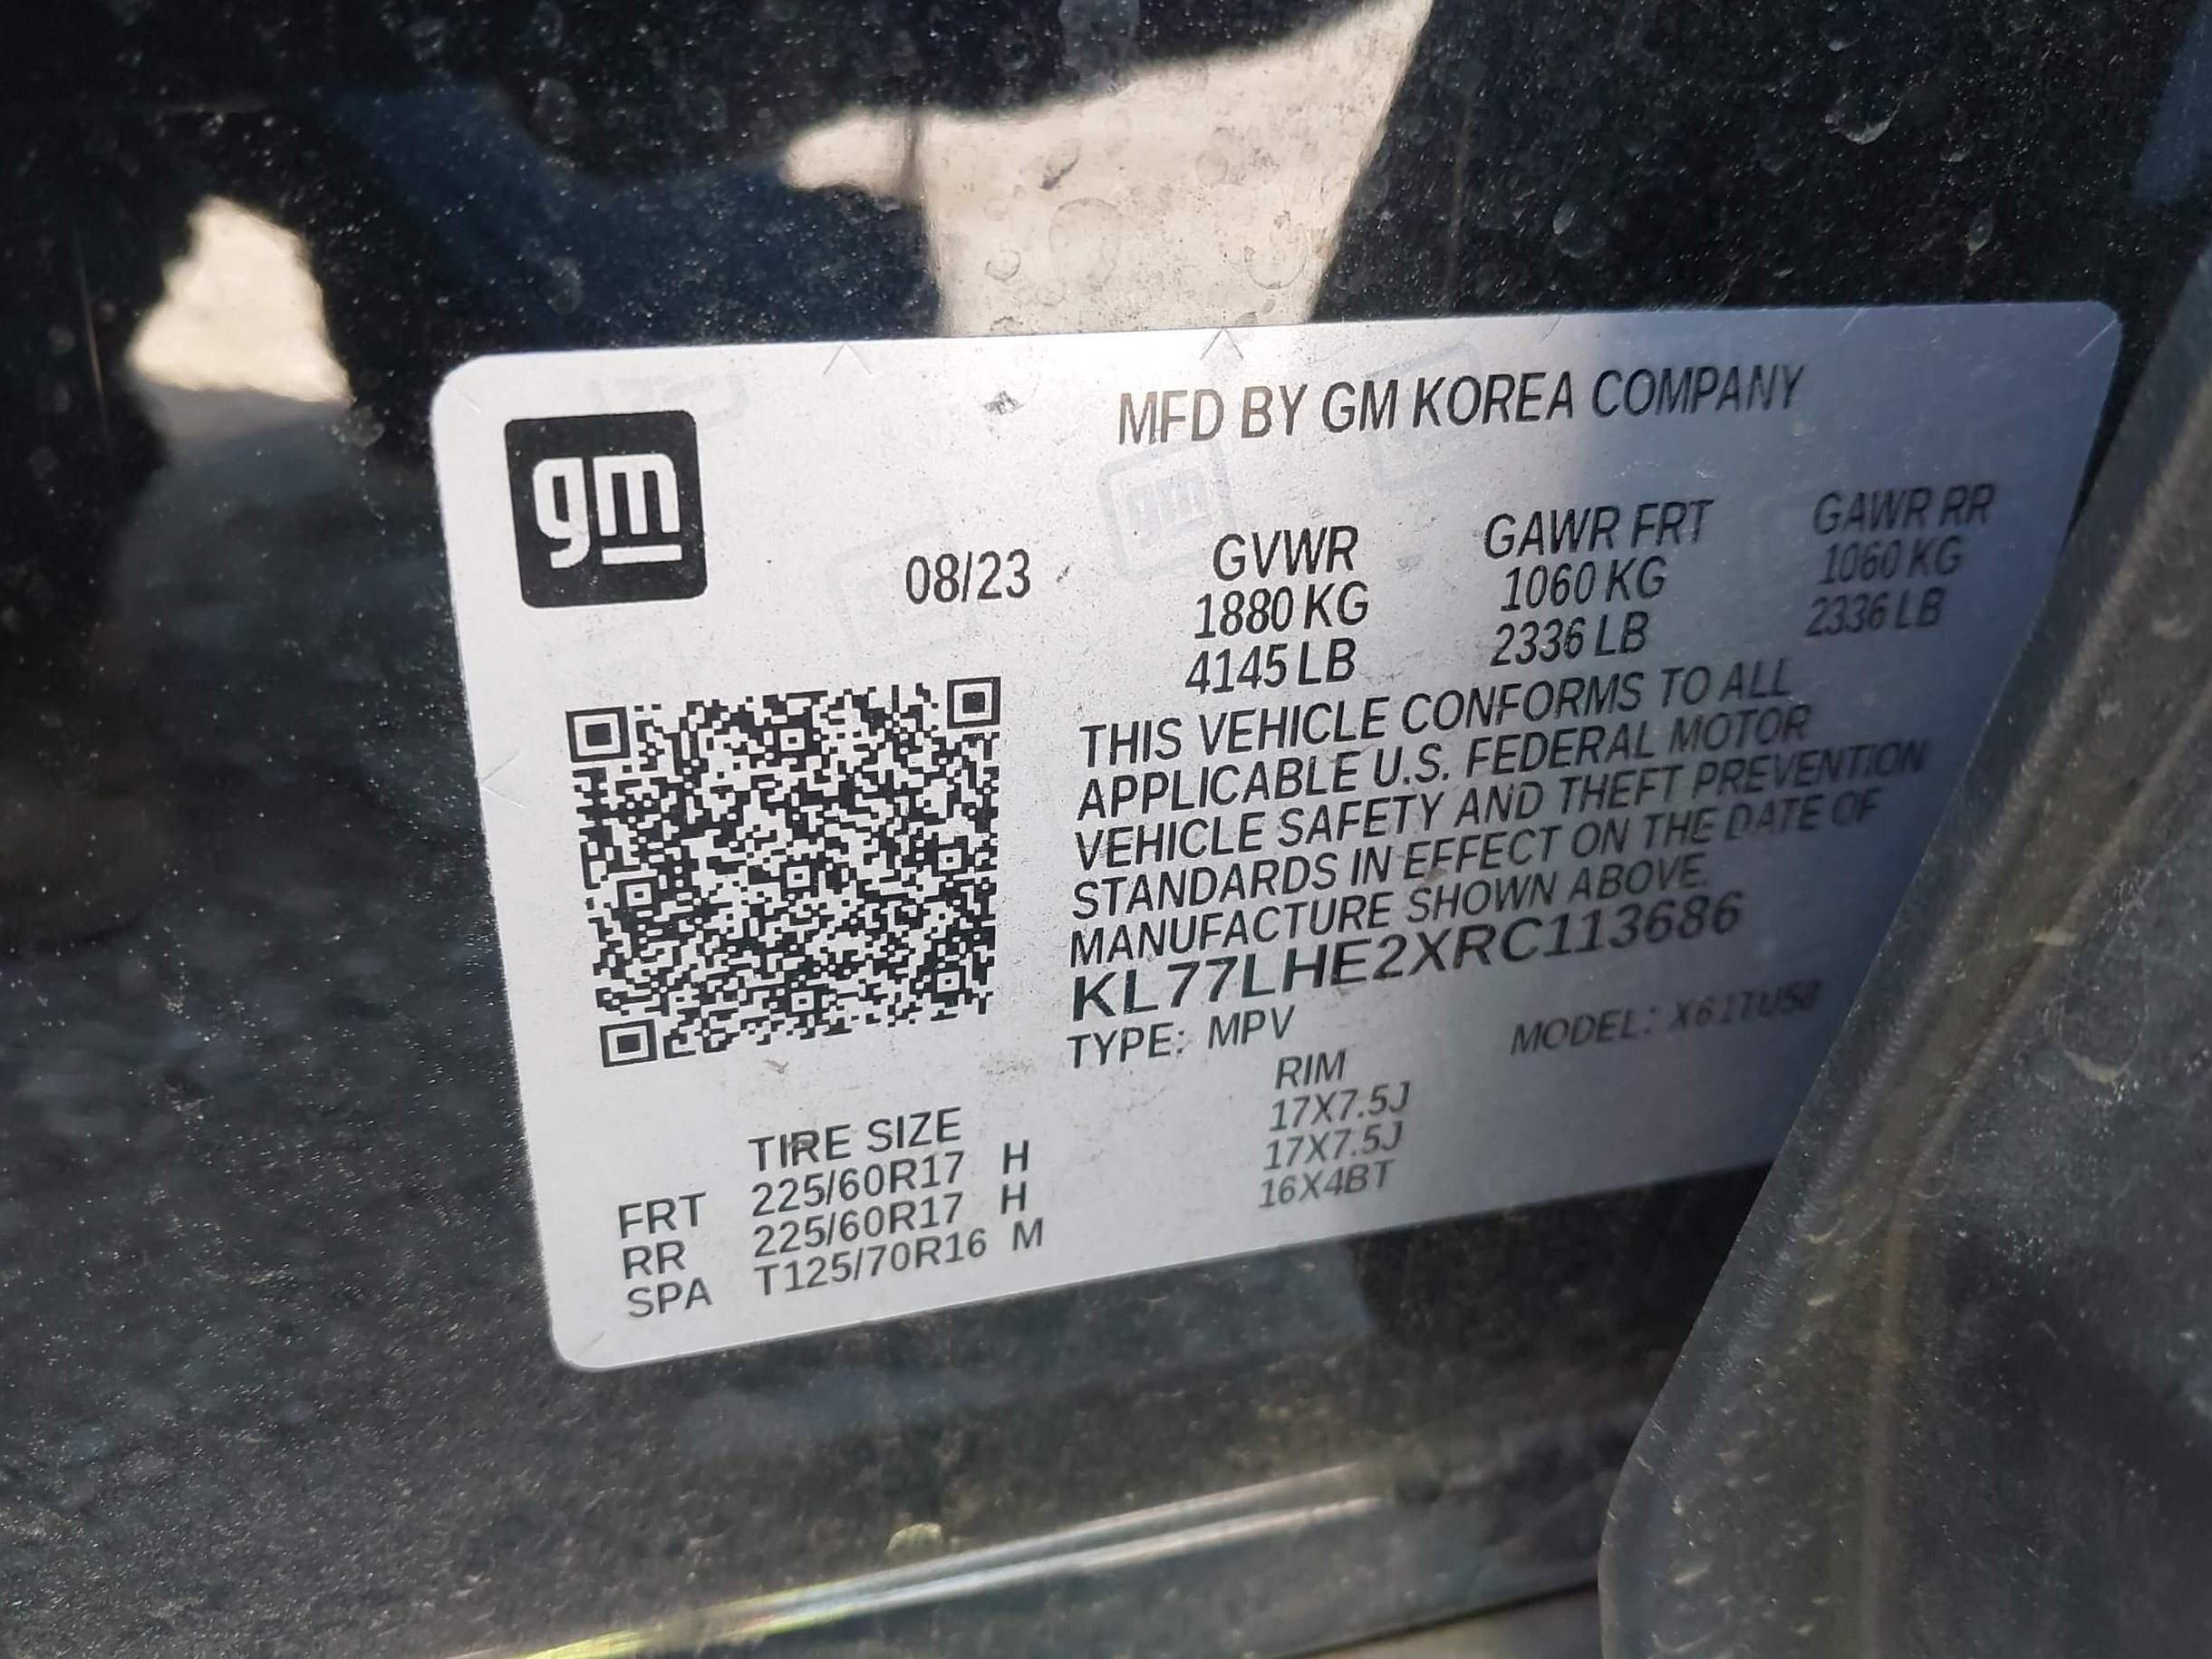 gm
MFD BY GM KOREA COMPANY
08/23
GVWR GAWR FRT GAWR RR
1880 KG 1060 KG 1060 KG
4145 LB 2336 LB 2336 LB
THIS VEHICLE CONFORMS TO ALL
APPLICABLE U.S. FEDERAL MOTOR
VEHICLE SAFETY AND THEFT PREVENTION
STANDARDS IN EFFECT ON THE DATE OF
MANUFACTURE SHOWN ABOVE.
KL77LHE2XRC113686
TYPE: MPV MODEL:
TIRE SIZE RIM
FRT 225/60R17 H 17X7.5J
RR 225/60R17 H 17X7.5J
SPA T125/70R16 M 16X4BT